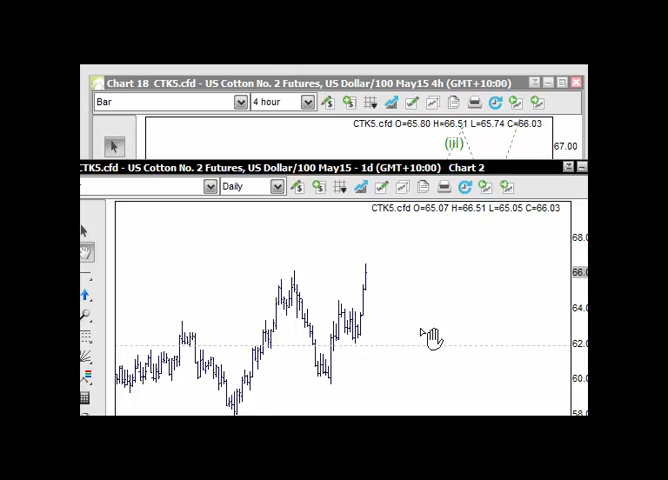 Chart 18 CTK5.cfd - US Cotton No. 2 Futures, US Dollar/100 May15 4h (GMT+10:00)
Bar 4 hour
CTK5.cfd O=65.80 H=66.51 L=65.74 C=66.03
(iii)
67.00
CTK5.cfd - US Cotton No. 2 Futures, US Dollar/100 May15 - 1d (GMT+10:00) Chart 2
Daily
CTK5.cfd O=65.07 H=66.51 L=65.05 C=66.03
68.0
66.0
64.0
62.0
60.0
58.0